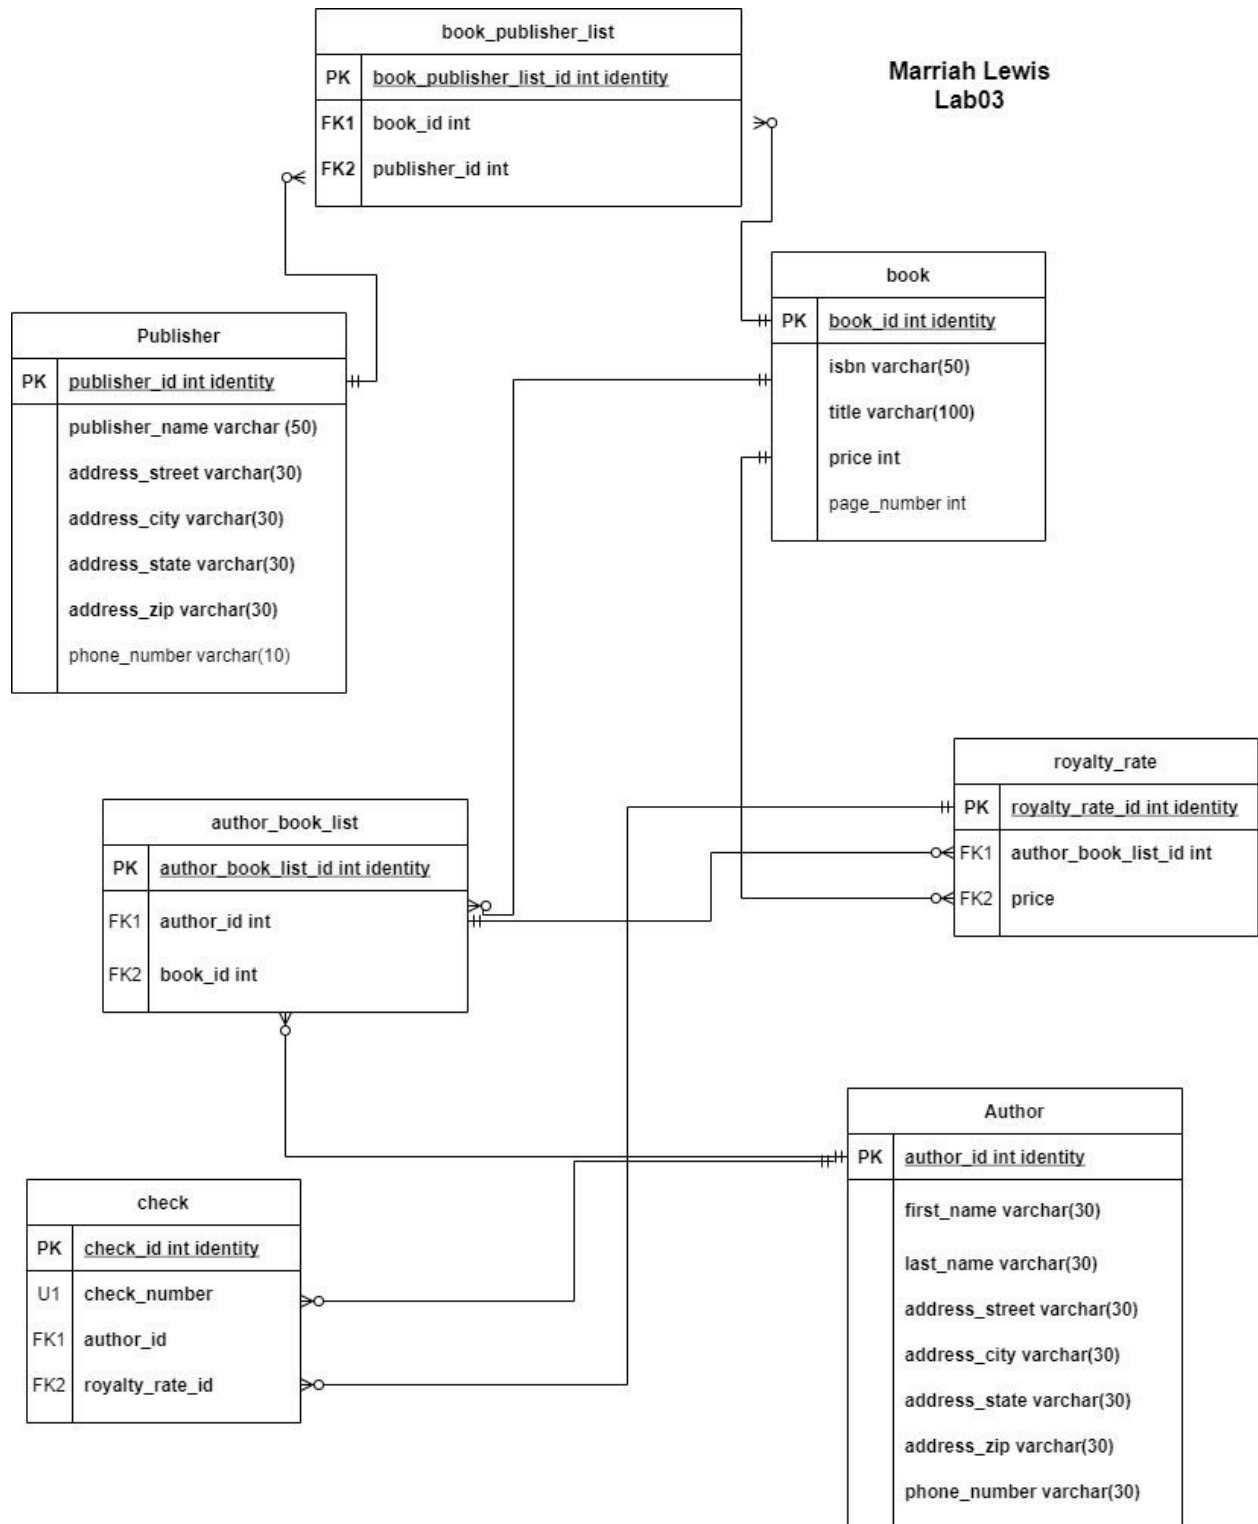 book_publisher_list
PK book_publisher_list_id int identity
FK1 book_id int
FK2 publisher_id int
Marriah Lewis
Lab03
book
PK book_id int identity
isbn varchar(50)
title varchar(100)
price int
page_number int
Publisher
PK publisher_id int identity
publisher_name varchar (50)
address_street varchar(30)
address_city varchar(30)
address_state varchar(30)
address_zip varchar(30)
phone_number varchar(10)
royalty_rate
PK royalty_rate_id int identity
FK1 author_book_list_id int
FK2 price
author_book_list
PK author_book_list_id int identity
FK1 author_id int
FK2 book_id int
Author
PK author_id int identity
first_name varchar(30)
last_name varchar(30)
address_street varchar(30)
address_city varchar(30)
address_state varchar(30)
address_zip varchar(30)
phone_number varchar(30)
check
PK check_id int identity
U1 check_number
FK1 author_id
FK2 royalty_rate_id